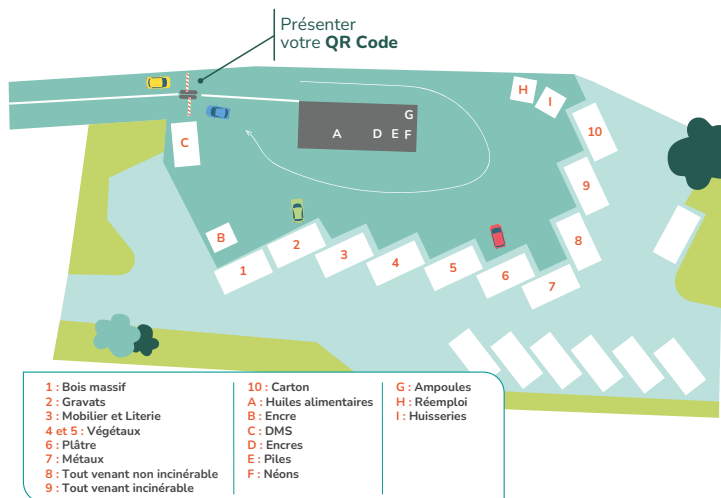 Présenter
votre QR Code
H
I
G
A D E F
10
C
9
B
2
8
3
1
4
5
6
7
1 : Bois massif
2 : Gravats
3 : Mobilier et Literie
4 et 5 : Végétaux
6 : Plâtre
7 : Métaux
8 : Tout venant non incinérable
9 : Tout venant incinérable
10 : Carton
A : Huiles alimentaires
B : Encre
C : DMS
D : Encres
E : Piles
F : Néons
G : Ampoules
H : Réemploi
I : Huisseries